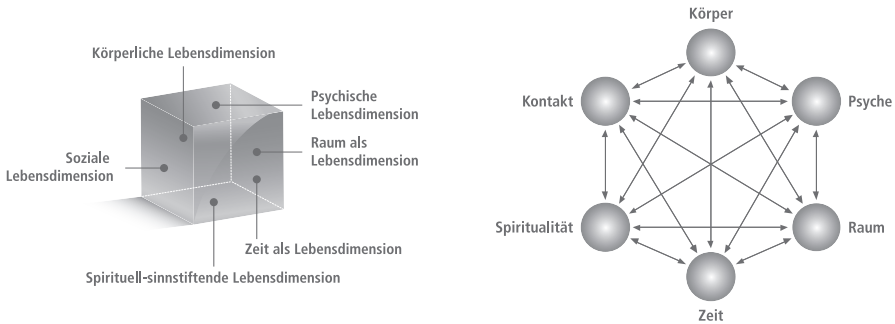 Körperliche Lebensdimension
Psychische
Lebensdimension
Raum als
Lebensdimension
Soziale
Lebensdimension
Zeit als Lebensdimension
Spirituell-sinnstiftende Lebensdimension
Körper
Kontakt
Psyche
Spiritualität
Raum
Zeit